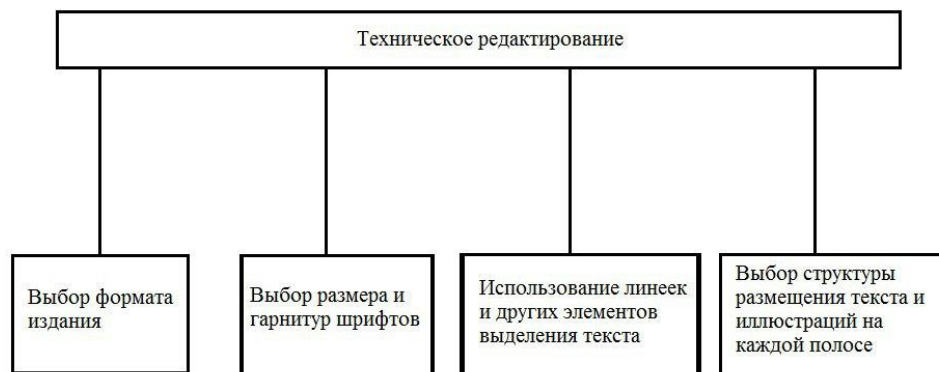 Техническое редактирование
Выбор формата
издания
Выбор размера и
гарнитур шрифтов
Использование линеек
и других элементов
выделения текста
Выбор структуры
размещения текста и
иллюстраций на
каждой полосе